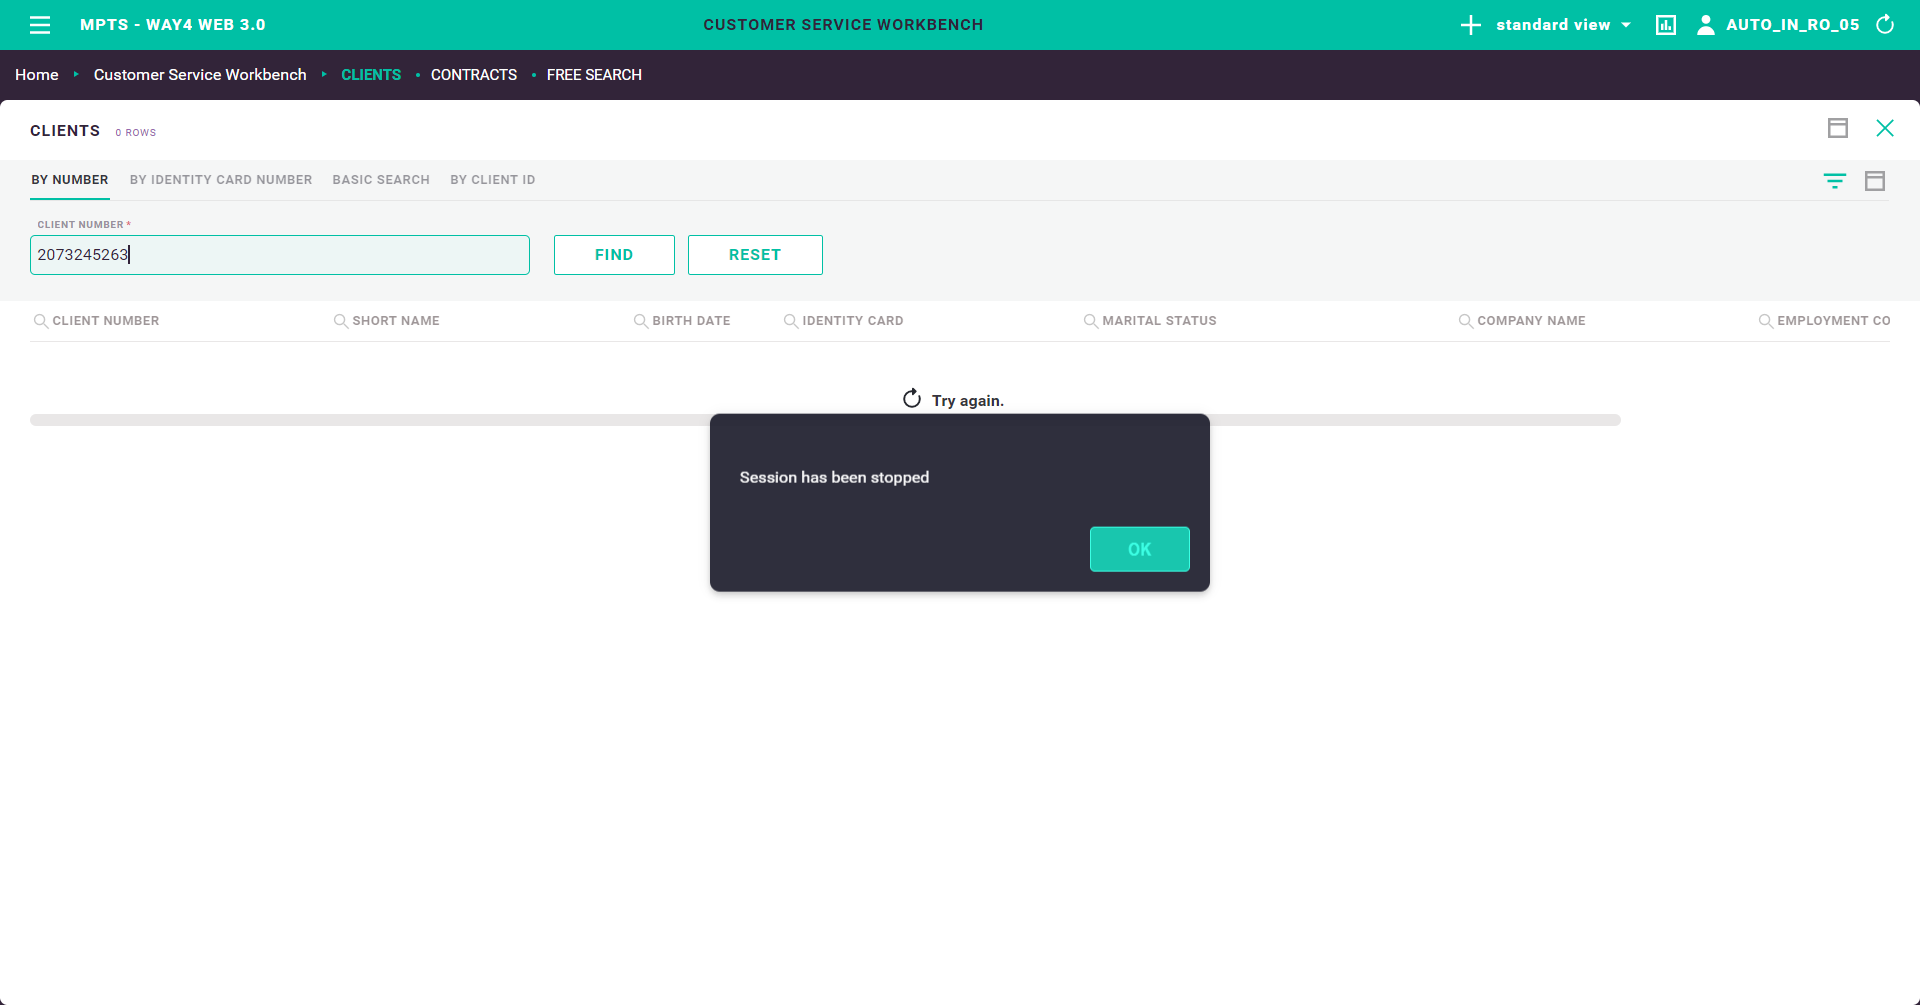 MPTS - WAY4 WEB 3.0
CUSTOMER SERVICE WORKBENCH
standard view
AUTO_IN_RO_05
Home Customer Service Workbench CLIENTS CONTRACTS FREE SEARCH
CLIENTS 0 ROWS
BY NUMBER BY IDENTITY CARD NUMBER BASIC SEARCH BY CLIENT ID
CLIENT NUMBER *
2073245263 FIND RESET
CLIENT NUMBER SHORT NAME BIRTH DATE IDENTITY CARD MARITAL STATUS COMPANY NAME EMPLOYMENT CO
Try again.
Session has been stopped
OK